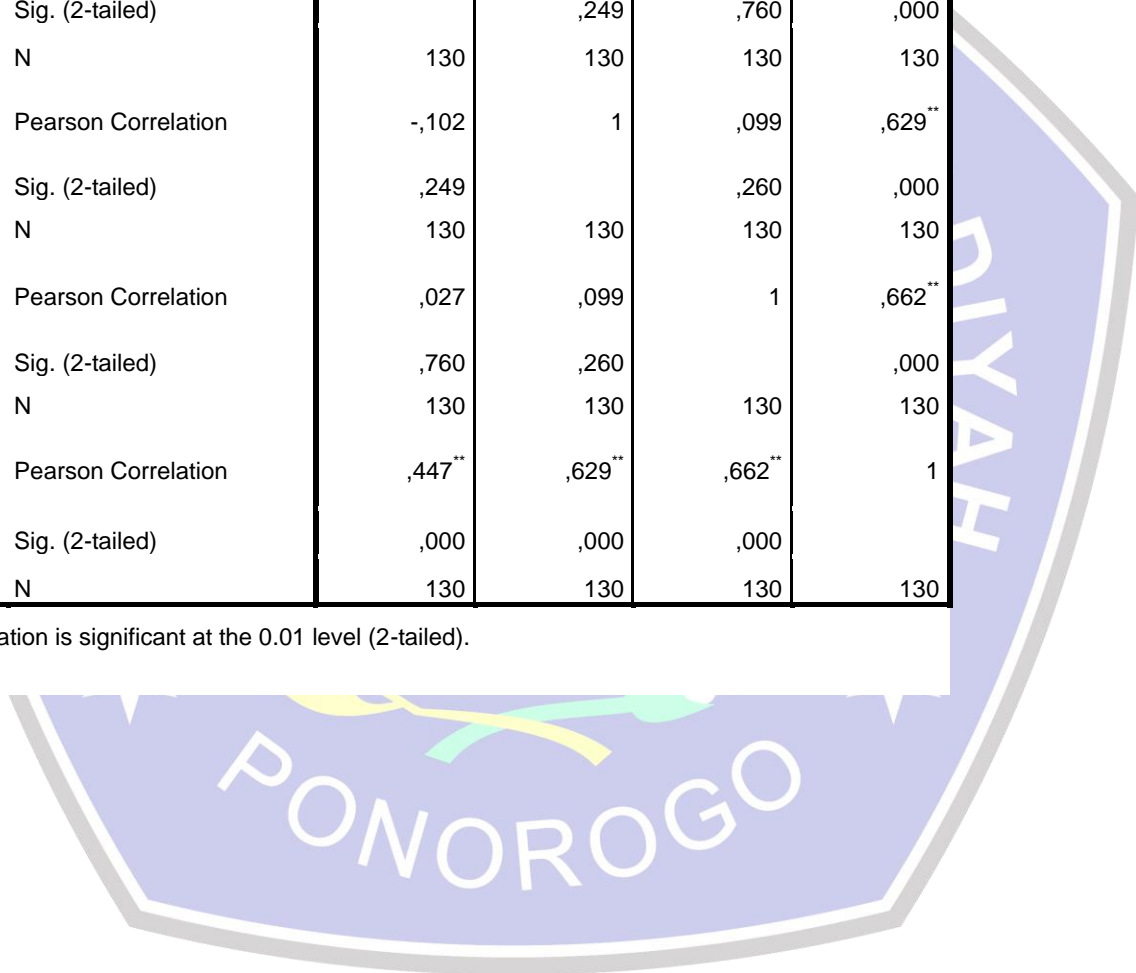 Sig. (2-tailed) ,249 ,760 ,000
N 130 130 130 130
Pearson Correlation -,102 1 ,099 ,629**
Sig. (2-tailed) ,249 ,260 ,000
N 130 130 130 130
Pearson Correlation ,027 ,099 1 ,662**
Sig. (2-tailed) ,760 ,260 ,000
N 130 130 130 130
Pearson Correlation ,447** ,629** ,662** 1
Sig. (2-tailed) ,000 ,000 ,000
N 130 130 130 130
ation is significant at the 0.01 level (2-tailed).
DIYAH
PONOROGO